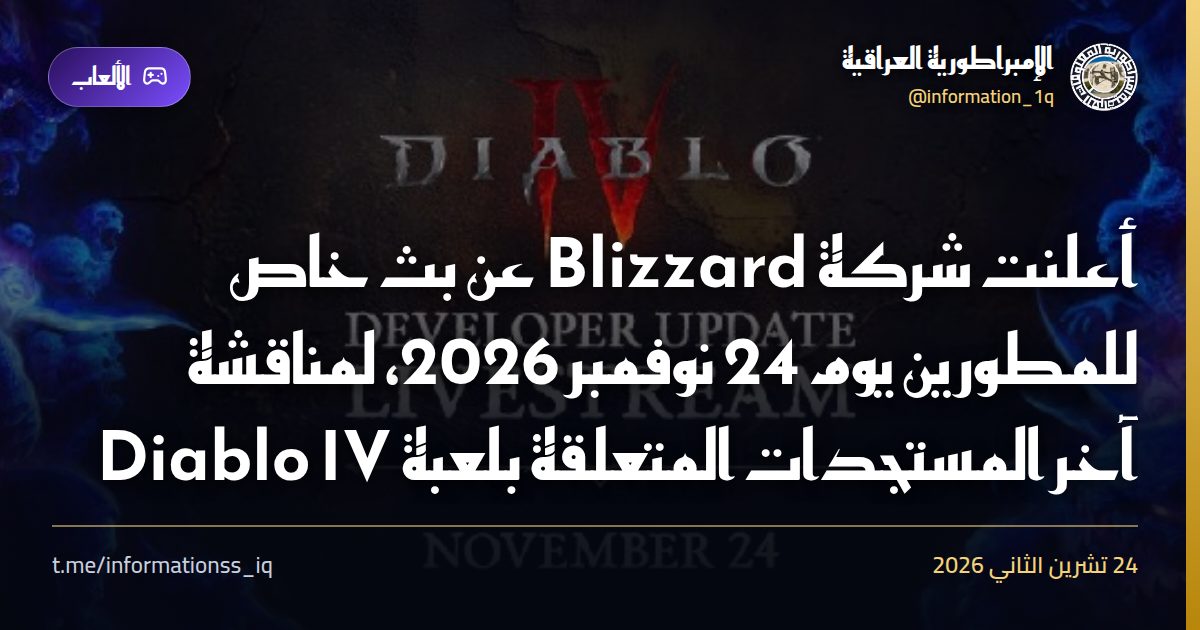 الإمبراطورية العراقية
@information_1q
الألعاب
DIABLO
IV
أعلنت شركة Blizzard عن بث خاص
DEVELOPER UPDATE
للمطورين يوم 24 نوفمبر 2026، لمناقشة
LIVESTREAM
آخر المستجدات المتعلقة بلعبة Diablo IV
NOVEMBER 24
24 تشرين الثاني 2026
t.me/informationss_iq